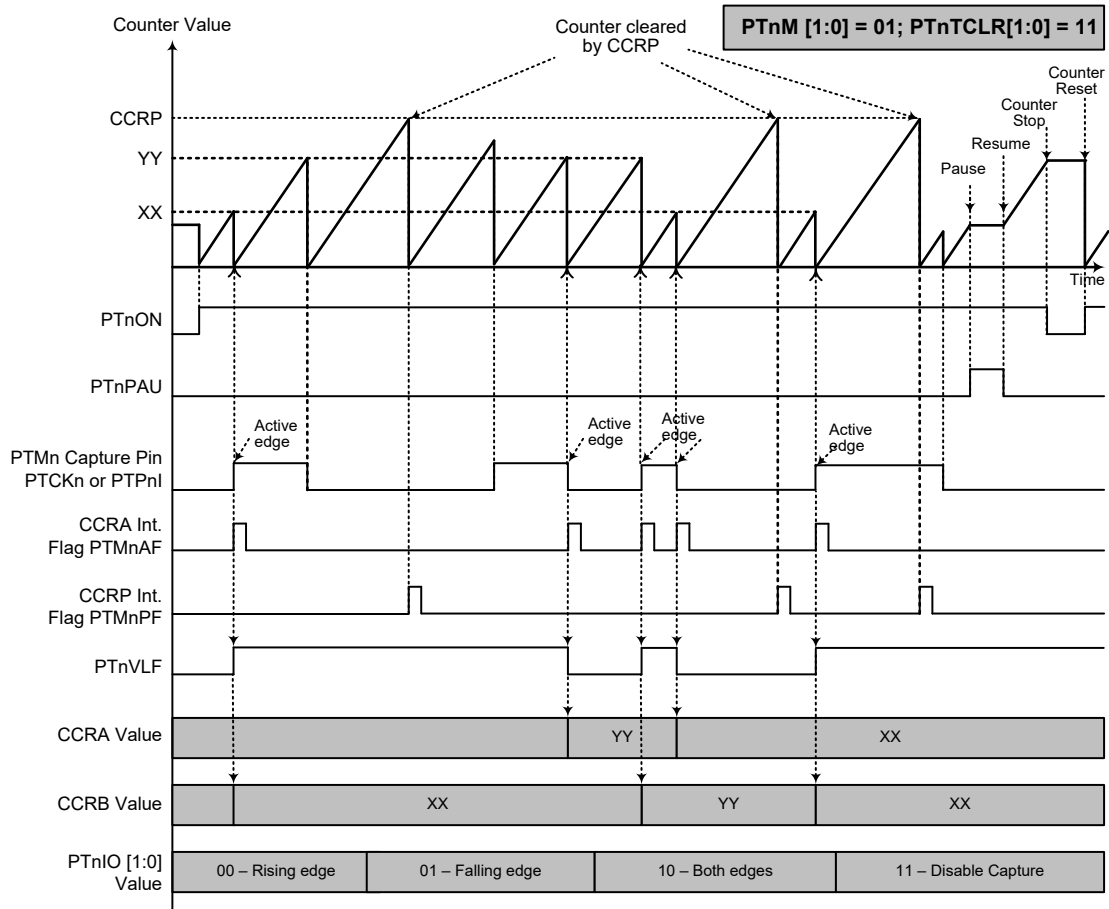 PTnM [1:0] = 01; PTnTCLR[1:0] = 11
Counter Value
Counter cleared
by CCRP
Counter
Reset
Counter
Stop
Resume
Pause
CCRP
YY
XX
Time
PTnON
PTnPAU
Active
edge
Active
edge
Active
edge
Active
edge
PTMn Capture Pin
PTCKn or PTPnI
CCRA Int.
Flag PTMnAF
CCRP Int.
Flag PTMnPF
PTnVLF
CCRA Value
YY
XX
CCRB Value
XX
YY
XX
PTnIO [1:0]
Value
00 – Rising edge
01 – Falling edge
10 – Both edges
11 – Disable Capture